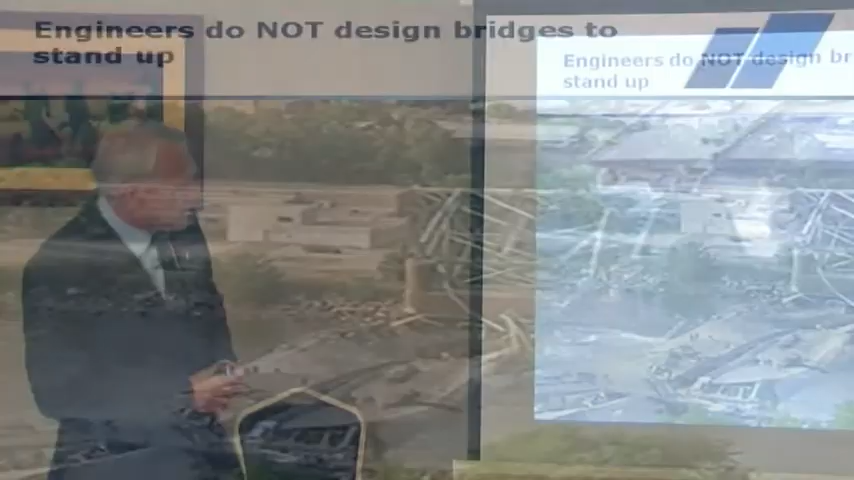 Engineers do NOT design bridges to
stand up
Engineers do NOT design br
stand up